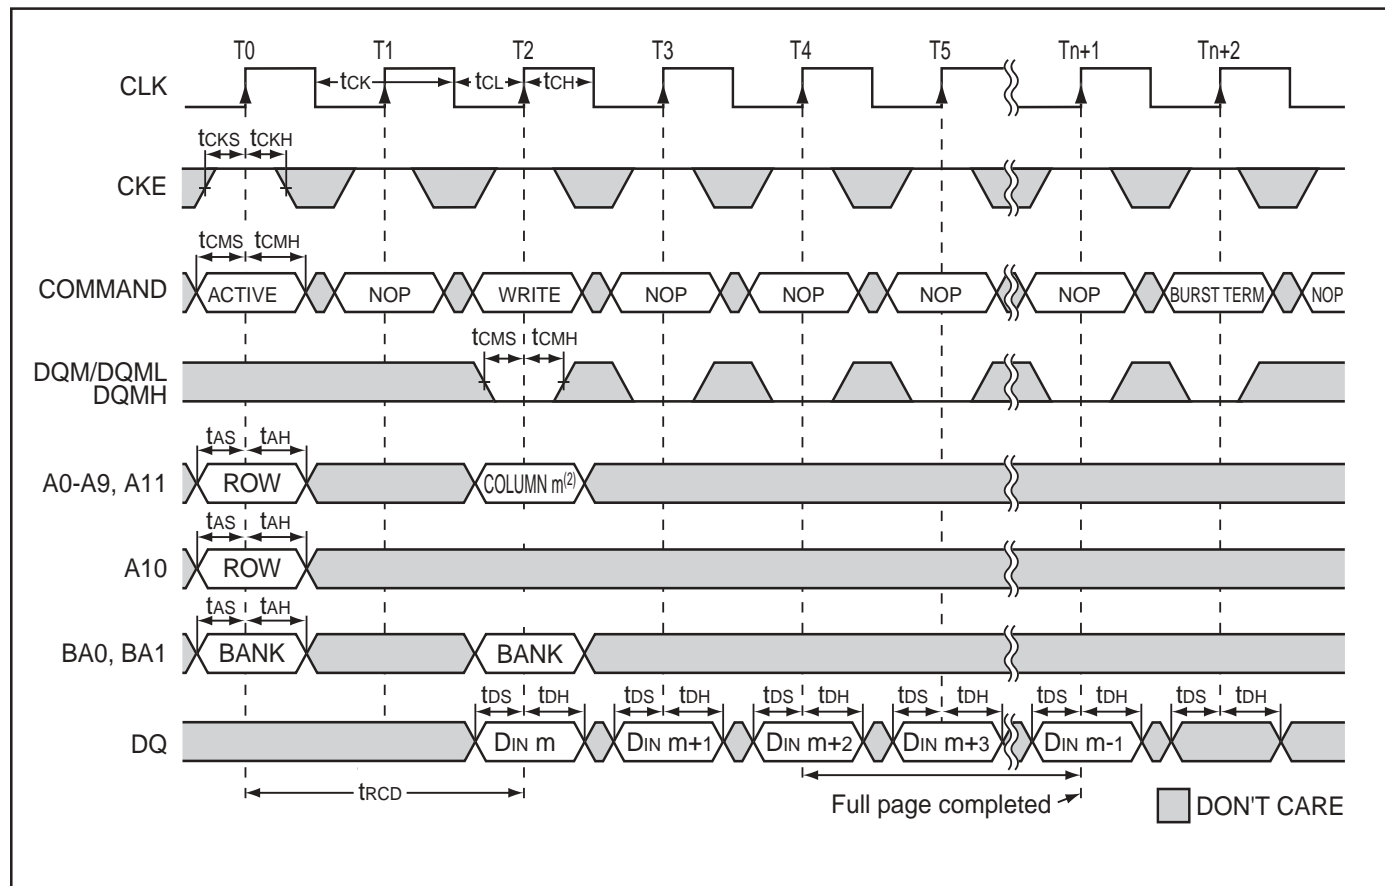 T0 T1 T2 T3 T4 T5 Tn+1 Tn+2
CLK tCK tCL tCH
tCKS tCKH
CKE
tCMS tCMH
COMMAND ACTIVE NOP WRITE NOP NOP NOP NOP BURST TERM NOP
tCMS tCMH
DQM/DQML
DQMH
tAS tAH
A0-A9, A11 ROW COLUMN m(2)
tAS tAH
A10 ROW
tAS tAH
BA0, BA1 BANK BANK
tDS tDH tDS tDH tDS tDH tDS tDH tDS tDH tDS tDH
DQ DIN m DIN m+1 DIN m+2 DIN m+3 DIN m-1
tRCD
Full page completed
DON'T CARE